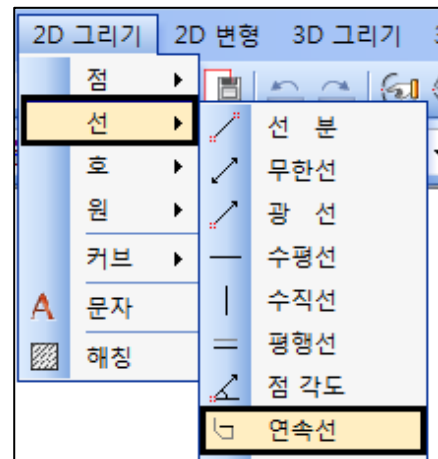 2D 그리기 2D 변형 3D 그리기
점
선
호
원
커브
문자
해칭
선 분
무한선
광 선
수평선
수직선
평행선
점 각도
연속선